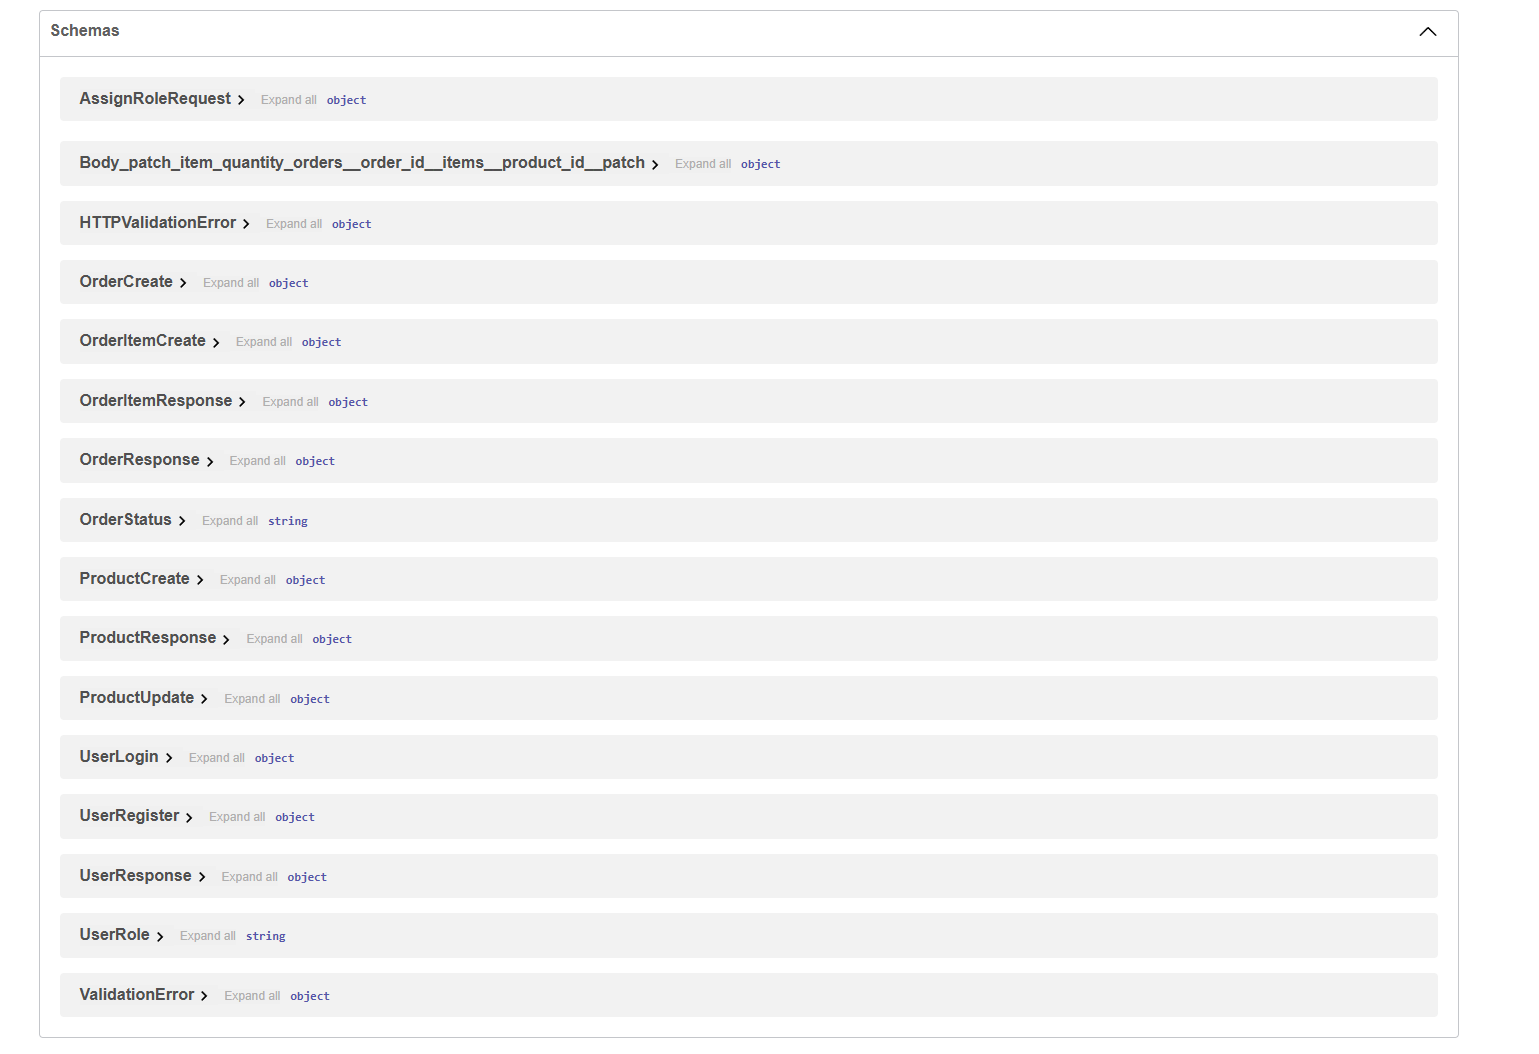 Schemas
AssignRoleRequest Expand all object
Body_patch_item_quantity_orders__order_id__items__product_id__patch Expand all object
HTTPValidationError Expand all object
OrderCreate Expand all object
OrderItemCreate Expand all object
OrderItemResponse Expand all object
OrderResponse Expand all object
OrderStatus Expand all string
ProductCreate Expand all object
ProductResponse Expand all object
ProductUpdate Expand all object
UserLogin Expand all object
UserRegister Expand all object
UserResponse Expand all object
UserRole Expand all string
ValidationError Expand all object